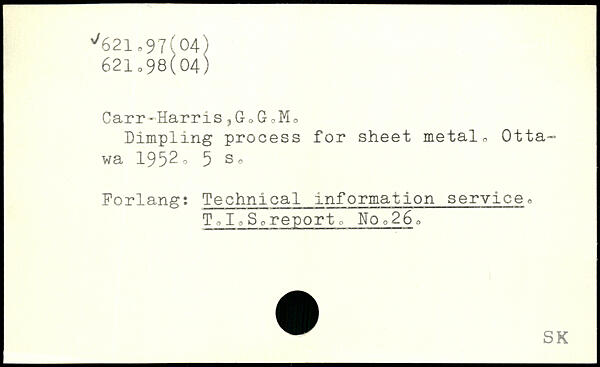 ✓621.97(04)
621.98(04)
Carr-Harris,G.G.M.
Dimpling process for sheet metal. Otta-
wa 1952. 5 s.
Forlang: Technical information service.
T.I.S.report. No.26.
SK